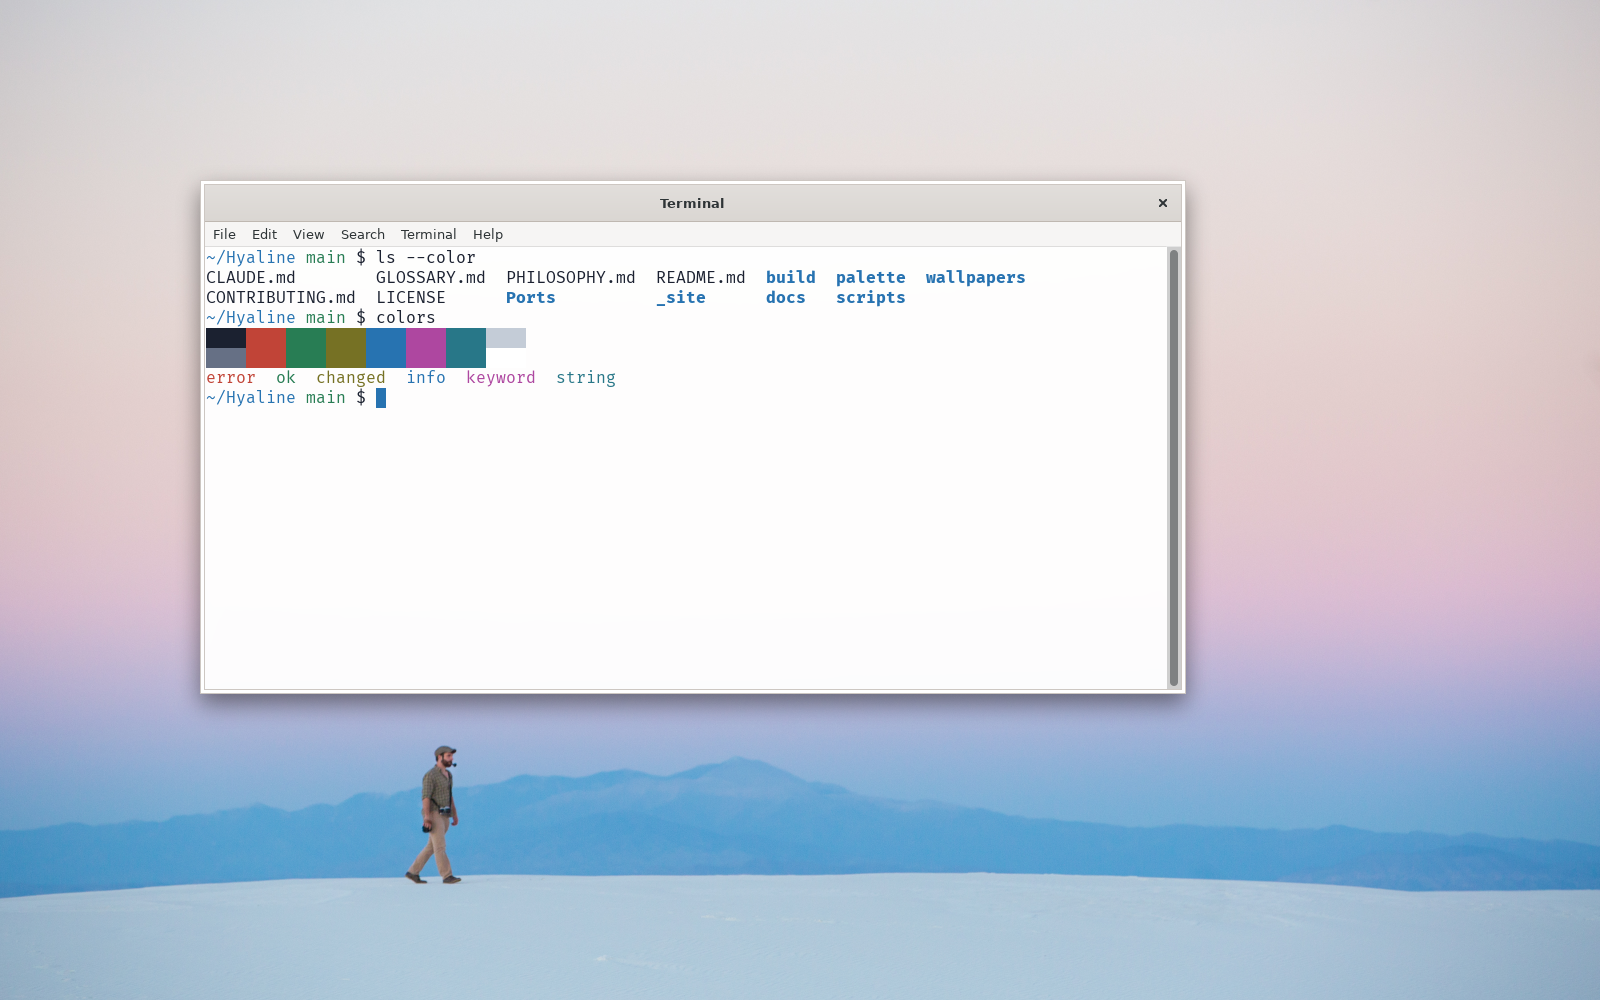 Terminal
File Edit View Search Terminal Help
~/Hyaline main $ ls --color
CLAUDE.md GLOSSARY.md PHILOSOPHY.md README.md build palette wallpapers
CONTRIBUTING.md LICENSE Ports _site docs scripts
~/Hyaline main $ colors
error ok changed info keyword string
~/Hyaline main $